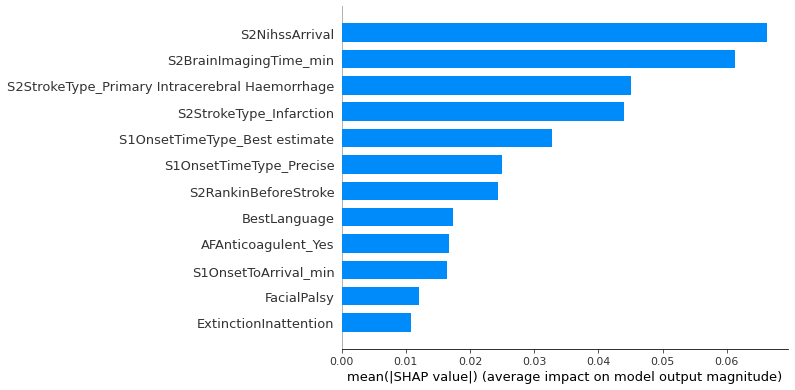 S2NihssArrival
S2BrainImagingTime_min
S2StrokeType_Primary Intracerebral Haemorrhage
S2StrokeType_Infarction
S1OnsetTimeType_Best estimate
S1OnsetTimeType_Precise
S2RankinBeforeStroke
BestLanguage
AFAnticoagulent_Yes
S1OnsetToArrival_min
FacialPalsy
ExtinctionInattention
0.00 0.01 0.02 0.03 0.04 0.05 0.06
mean(|SHAP value|) (average impact on model output magnitude)